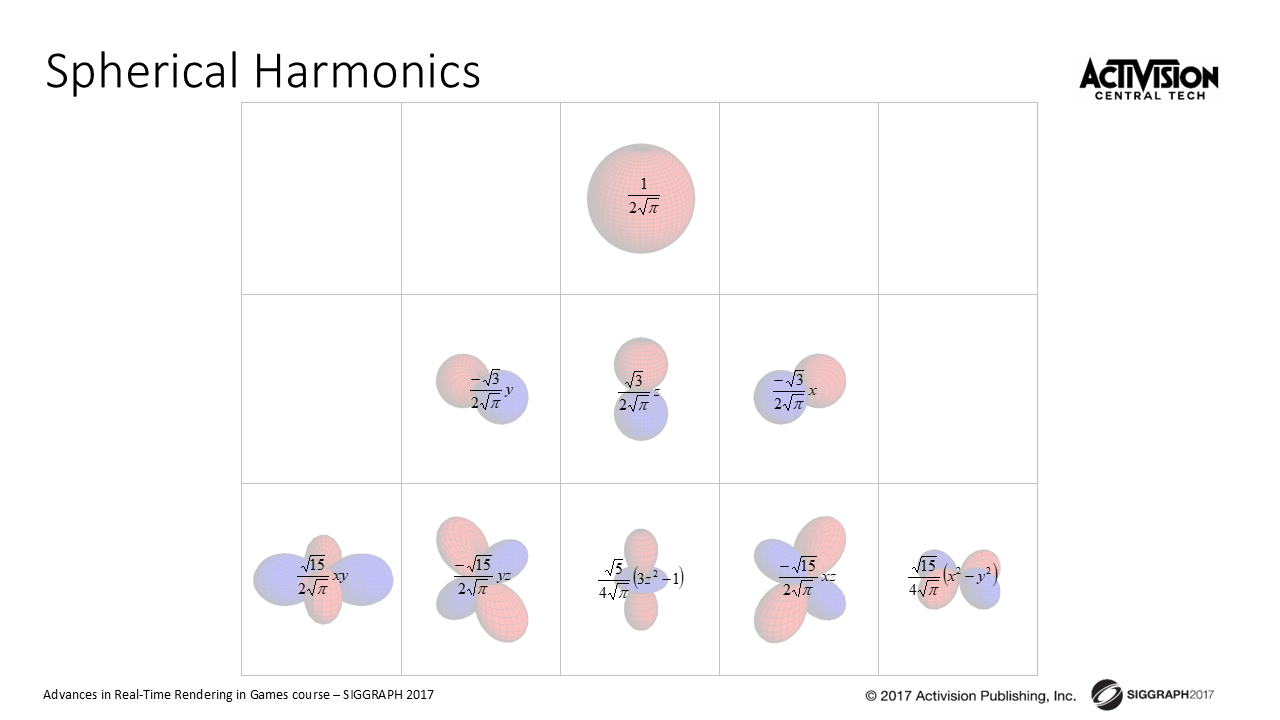 Spherical Harmonics
ACTIVISION
CENTRAL TECH
1
2√π
−√3
2√π y
√3
2√π z
−√3
2√π x
√15
2√π xy
−√15
2√π yz
√5
4√π (3z² −1)
−√15
2√π xz
√15
4√π (x² − y²)
Advances in Real-Time Rendering in Games course – SIGGRAPH 2017
© 2017 Activision Publishing, Inc.
SIGGRAPH2017